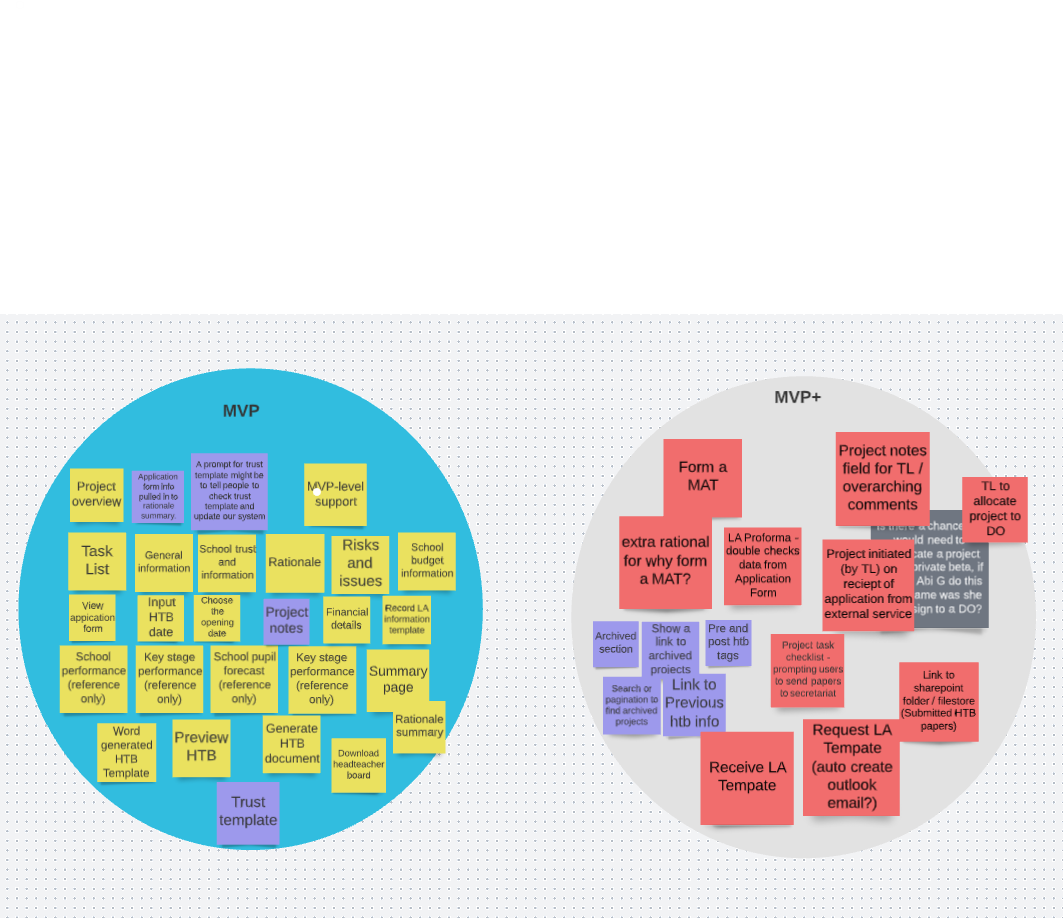 MVP
Project
overview
Application
form info
pulled in to
rationale
summary.
A prompt for trust
template might be
to tell people to
check trust
template and
update our system
MVP-level
support
Task
List
General
information
School trust
and
information
Rationale
Risks
and
issues
School
budget
information
View
appication
form
Input
HTB
date
Choose
the
opening
date
Project
notes
Financial
details
Record LA
information
template
School
performance
(reference
only)
Key stage
performance
(reference
only)
School pupil
forecast
(reference
only)
Key stage
performance
(reference
only)
Summary
page
Rationale
summary
Word
generated
HTB
Template
Preview
HTB
Generate
HTB
document
Download
headteacher
board
Trust
template
MVP+
Form a
MAT
Project notes
field for TL /
overarching
comments
TL to
allocate
project to
DO
extra rational
for why form
a MAT?
LA Proforma -
double checks
data from
Application
Form
Is there a chance
would need to
cate a project
private beta, if
Abi G do this
ame was she
sign to a DO?
Project initiated
(by TL) on
reciept of
application from
external service
Archived
section
Show a
link to
archived
projects
Pre and
post htb
tags
Project task
checklist -
prompting users
to send papers
to secretariat
Link to
sharepoint
folder / filestore
(Submitted HTB
papers)
Search or
pagination to
find archived
projects
Link to
Previous
htb info
Receive LA
Tempate
Request LA
Tempate
(auto create
outlook
email?)